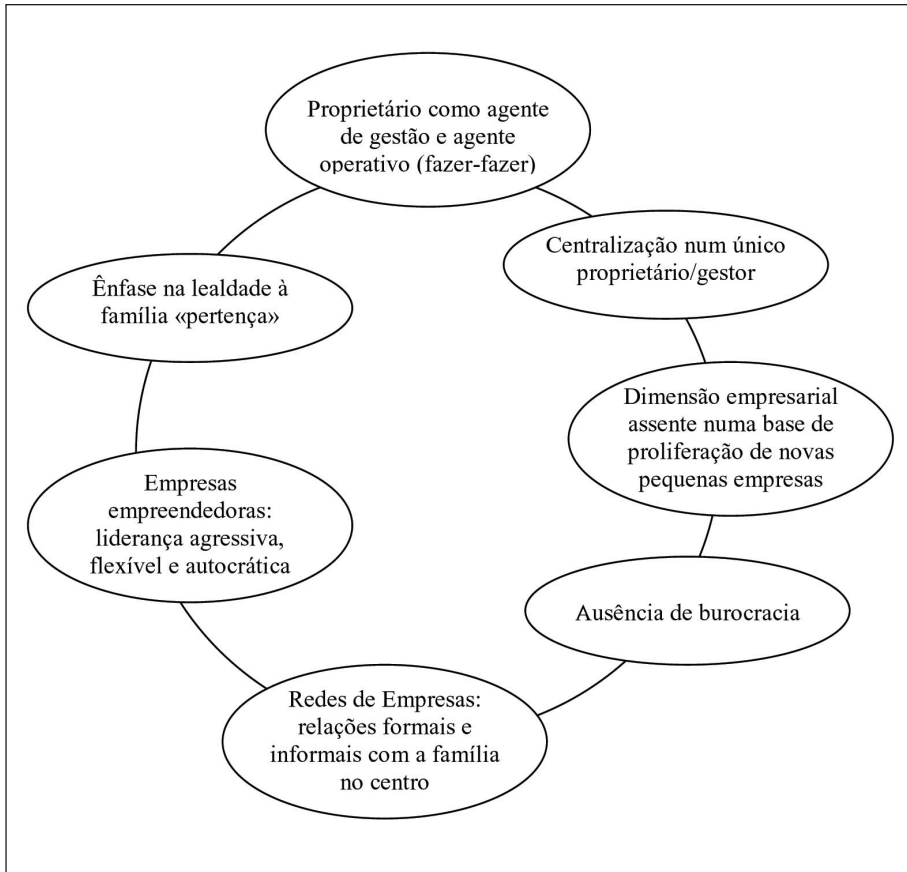 Proprietário como agente
de gestão e agente
operativo (fazer-fazer)
Centralização num único
proprietário/gestor
Dimensão empresarial
assente numa base de
proliferação de novas
pequenas empresas
Ausência de burocracia
Redes de Empresas:
relações formais e
informais com a família
no centro
Empresas
empreendedoras:
liderança agressiva,
flexível e autocrática
Ênfase na lealdade à
família «pertença»